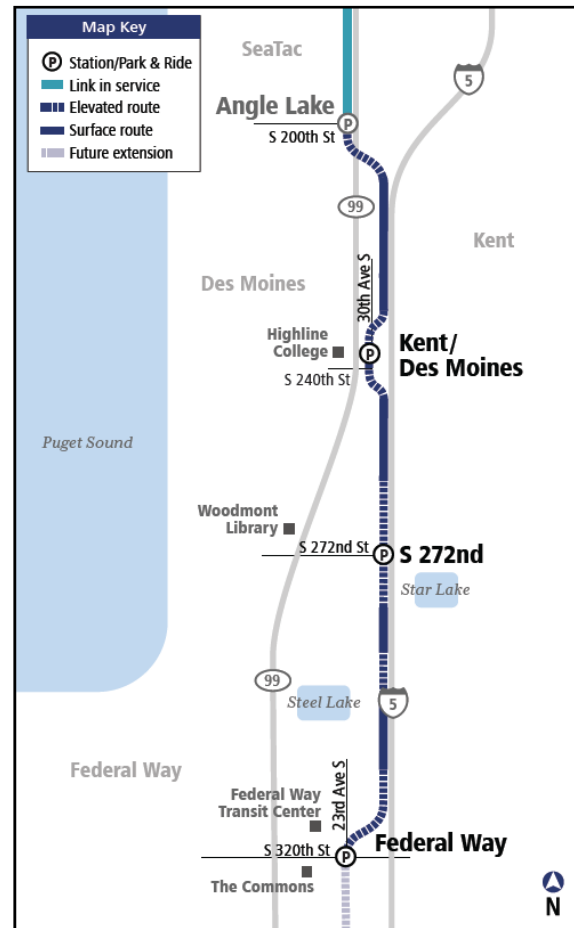 Map Key
P Station/Park & Ride
Link in service
Elevated route
Surface route
Future extension
SeaTac
5
Angle Lake
P
S 200th St
99
Kent
Des Moines
30th Ave S
Highline
College
P
Kent/
Des Moines
S 240th St
Puget Sound
Woodmont
Library
S 272nd St
P
S 272nd
Star Lake
99
Steel Lake
5
Federal Way
23rd Ave S
Federal Way
Transit Center
Federal Way
S 320th St
P
The Commons
N